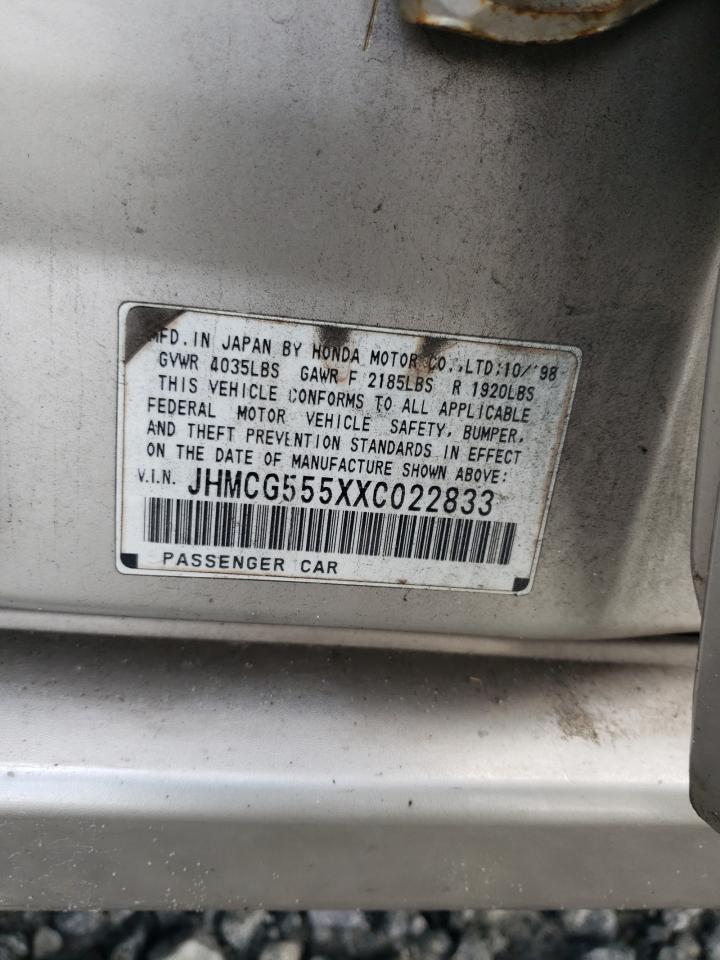 MFD. IN JAPAN BY HONDA MOTOR CO.,LTD:10/'98
GVWR 4035LBS GAWR F 2185LBS R 1920LBS
THIS VEHICLE CONFORMS TO ALL APPLICABLE
FEDERAL MOTOR VEHICLE SAFETY, BUMPER,
AND THEFT PREVENTION STANDARDS IN EFFECT
ON THE DATE OF MANUFACTURE SHOWN ABOVE:
V.I.N. JHMCG555XXC022833
PASSENGER CAR